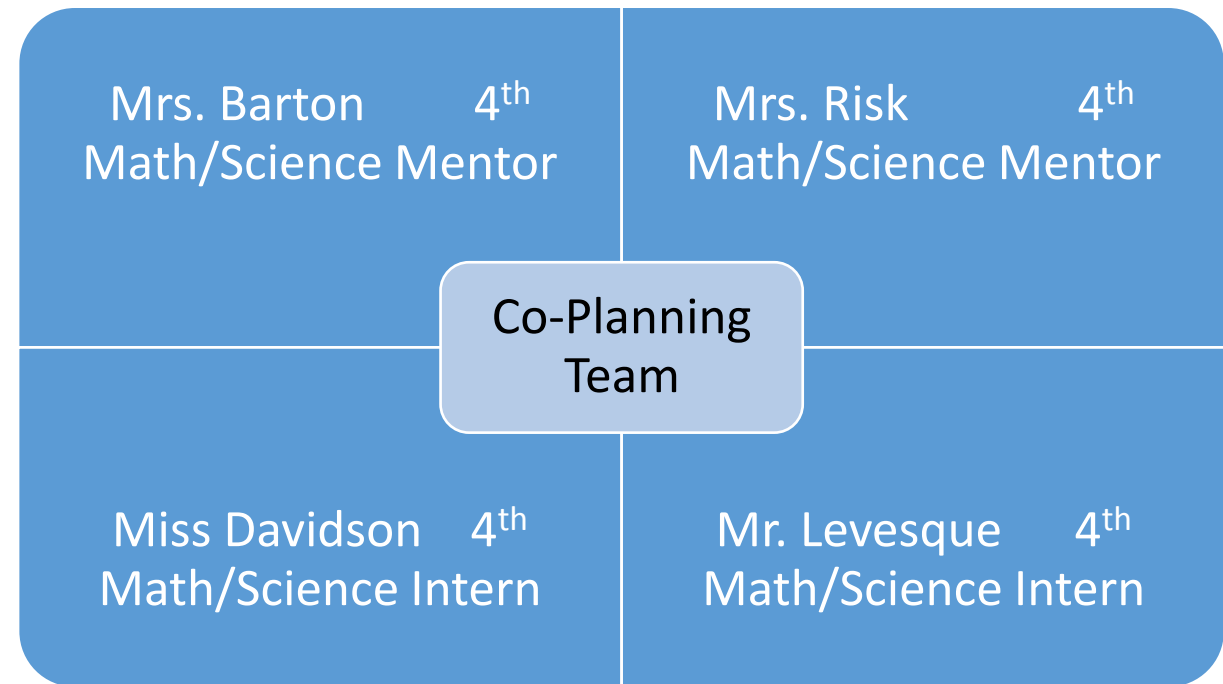 Mrs. Barton 4th
Math/Science Mentor
Mrs. Risk 4th
Math/Science Mentor
Co-Planning
Team
Miss Davidson 4th
Math/Science Intern
Mr. Levesque 4th
Math/Science Intern